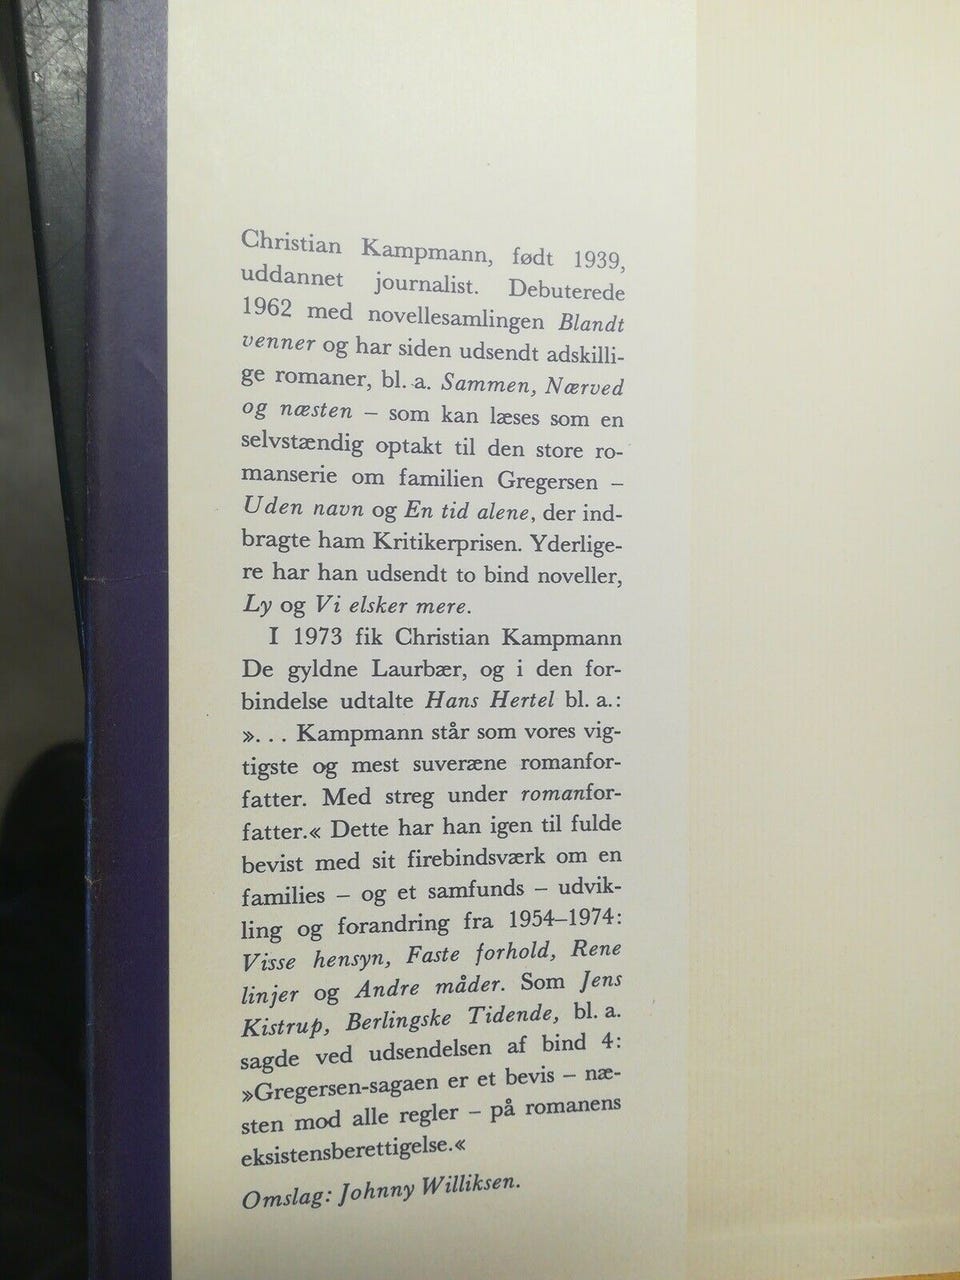 Christian Kampmann, født 1939,
uddannet journalist. Debuterede
1962 med novellesamlingen Blandt
venner og har siden udsendt adskilli-
ge romaner, bl. a. Sammen, Nærved
og næsten – som kan læses som en
selvstændig optakt til den store ro-
manserie om familien Gregersen –
Uden navn og En tid alene, der ind-
bragte ham Kritikerprisen. Yderlige-
re har han udsendt to bind noveller,
Ly og Vi elsker mere.
I 1973 fik Christian Kampmann
De gyldne Laurbær, og i den for-
bindelse udtalte Hans Hertel bl. a.:
». . . Kampmann står som vores vig-
tigste og mest suveræne romanfor-
fatter. Med streg under romanfor-
fatter.« Dette har han igen til fulde
bevist med sit firebindsværk om en
families – og et samfunds – udvik-
ling og forandring fra 1954–1974:
Visse hensyn, Faste forhold, Rene
linjer og Andre måder. Som Jens
Kistrup, Berlingske Tidende, bl. a.
sagde ved udsendelsen af bind 4:
»Gregersen-sagaen er et bevis – næ-
sten mod alle regler – på romanens
eksistensberettigelse.«
Omslag: Johnny Williksen.